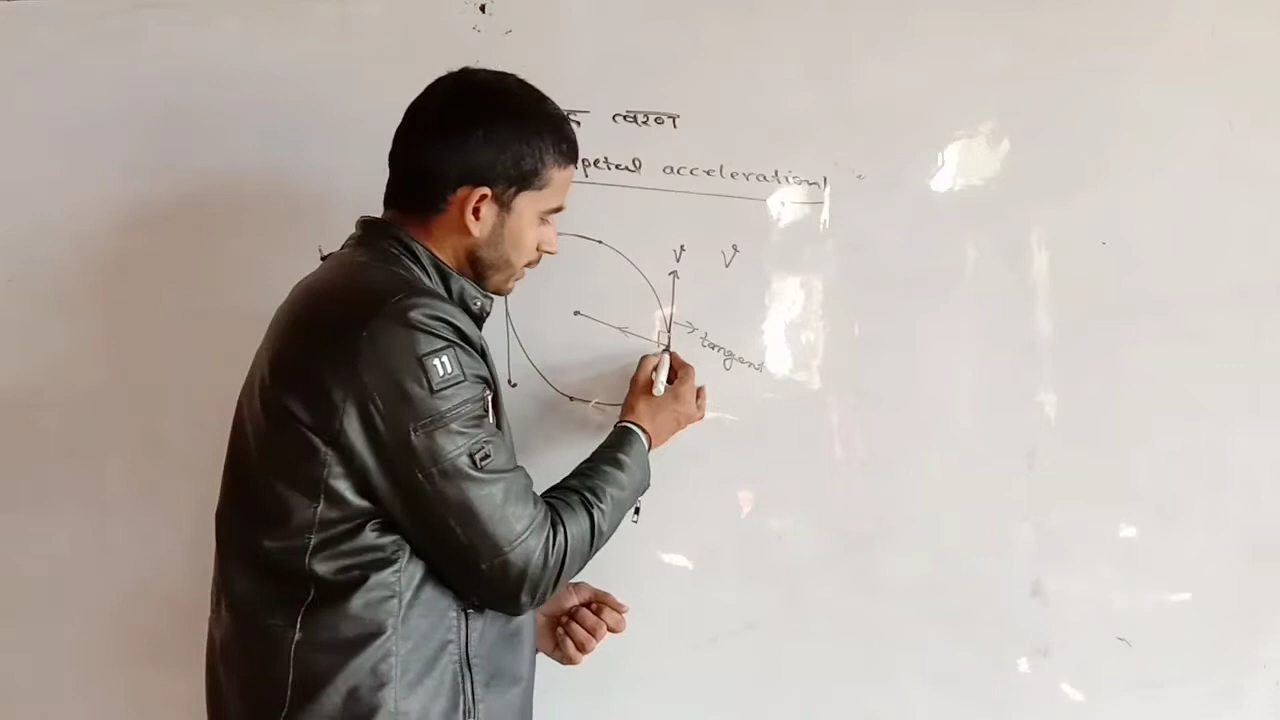 त्वरण
petal acceleration
v v
tangent
11